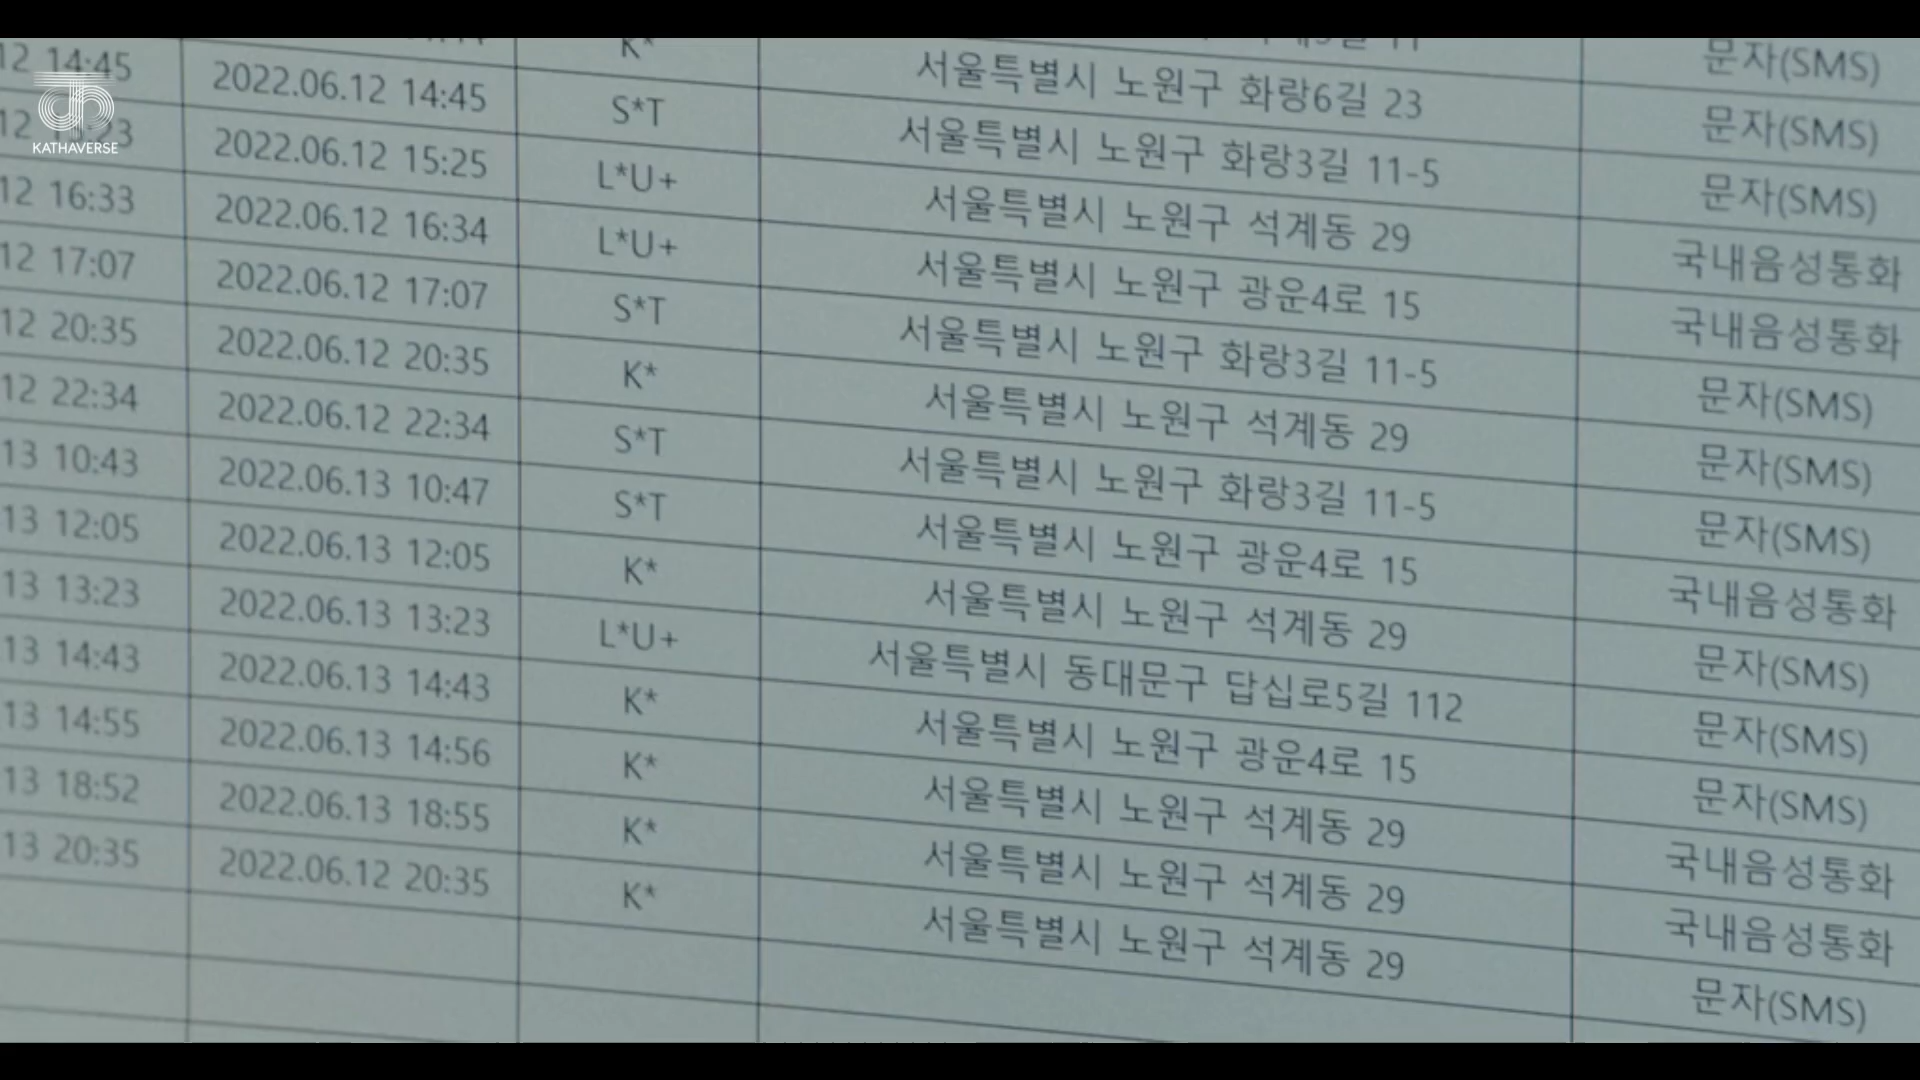 KATHAVERSE
문자(SMS)
K* 서울특별시 노원구 화랑6길 23 문자(SMS)
12 14:45 2022.06.12 14:45 S*T 서울특별시 노원구 화랑3길 11-5 문자(SMS)
12 2022.06.12 15:25 L*U+ 서울특별시 노원구 석계동 29 국내음성통화
12 16:33 2022.06.12 16:34 L*U+ 서울특별시 노원구 광운4로 15 국내음성통화
12 17:07 2022.06.12 17:07 S*T 서울특별시 노원구 화랑3길 11-5 문자(SMS)
12 20:35 2022.06.12 20:35 K* 서울특별시 노원구 석계동 29 문자(SMS)
12 22:34 2022.06.12 22:34 S*T 서울특별시 노원구 화랑3길 11-5 문자(SMS)
13 10:43 2022.06.13 10:47 S*T 서울특별시 노원구 광운4로 15 국내음성통화
13 12:05 2022.06.13 12:05 K* 서울특별시 노원구 석계동 29 문자(SMS)
13 13:23 2022.06.13 13:23 L*U+ 서울특별시 동대문구 답십로5길 112 문자(SMS)
13 14:43 2022.06.13 14:43 K* 서울특별시 노원구 광운4로 15 문자(SMS)
13 14:55 2022.06.13 14:56 K* 서울특별시 노원구 석계동 29 국내음성통화
13 18:52 2022.06.13 18:55 K* 서울특별시 노원구 석계동 29 국내음성통화
13 20:35 2022.06.12 20:35 K* 서울특별시 노원구 석계동 29 문자(SMS)